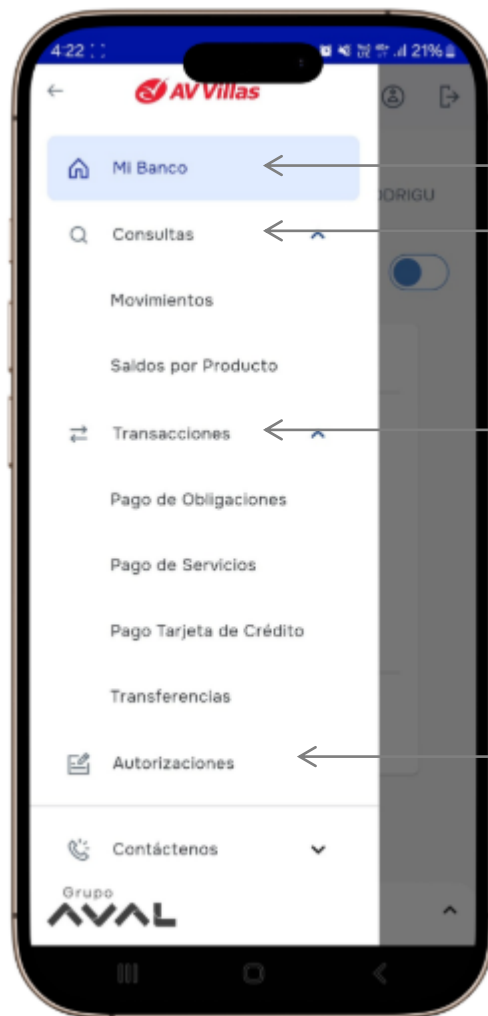 4:22
21%
AV Villas
Mi Banco
ODRIGU
Consultas
Movimientos
Saldos por Producto
Transacciones
Pago de Obligaciones
Pago de Servicios
Pago Tarjeta de Crédito
Transferencias
Autorizaciones
Contáctenos
Grupo
AVAL